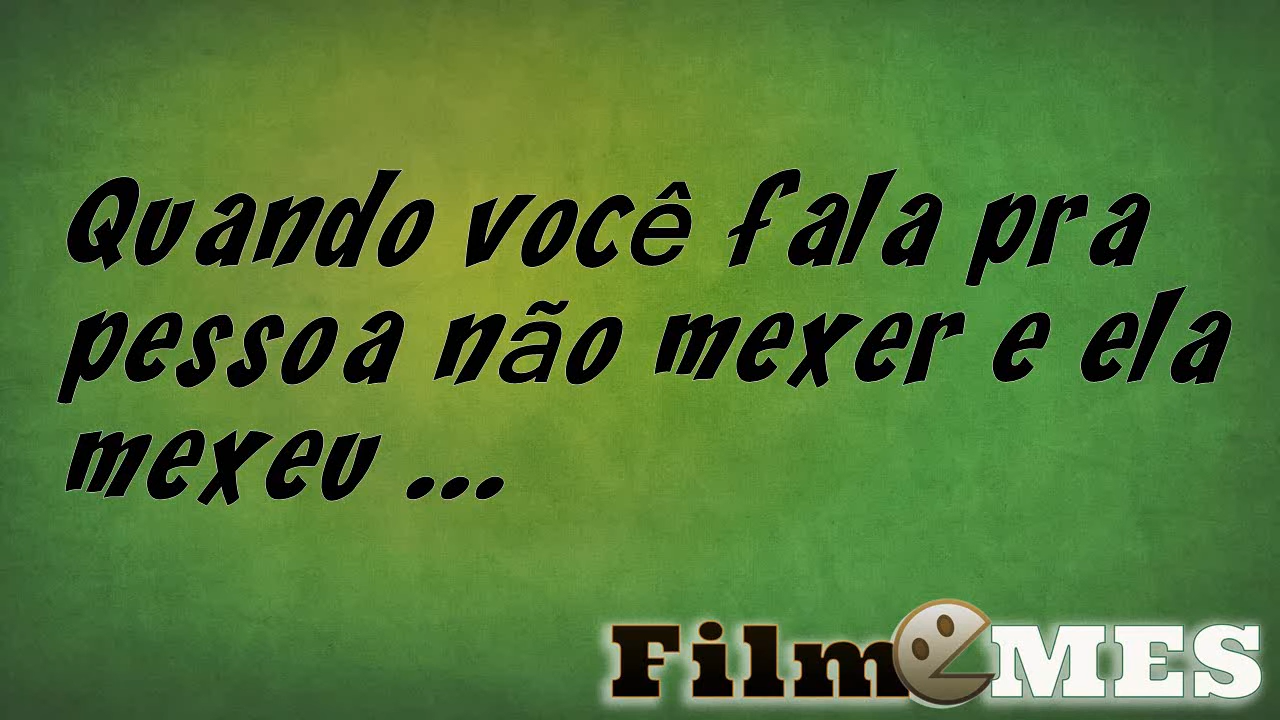 Quando você fala pra
pessoa não mexer e ela
mexeu ...
FilmeMES